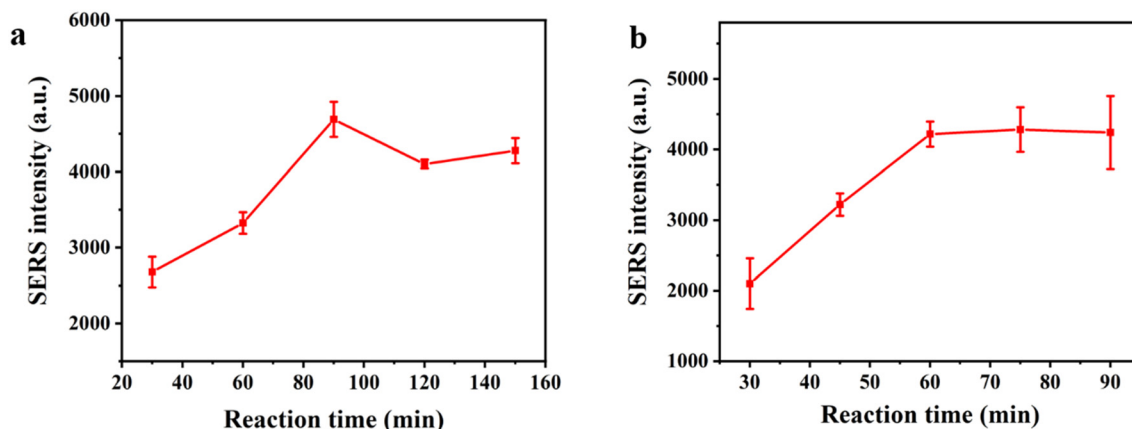 a
6000
5000
4000
3000
2000
SERS intensity (a.u.)
20 40 60 80 100 120 140 160
Reaction time (min)
b
5000
4000
3000
2000
1000
SERS intensity (a.u.)
30 40 50 60 70 80 90
Reaction time (min)